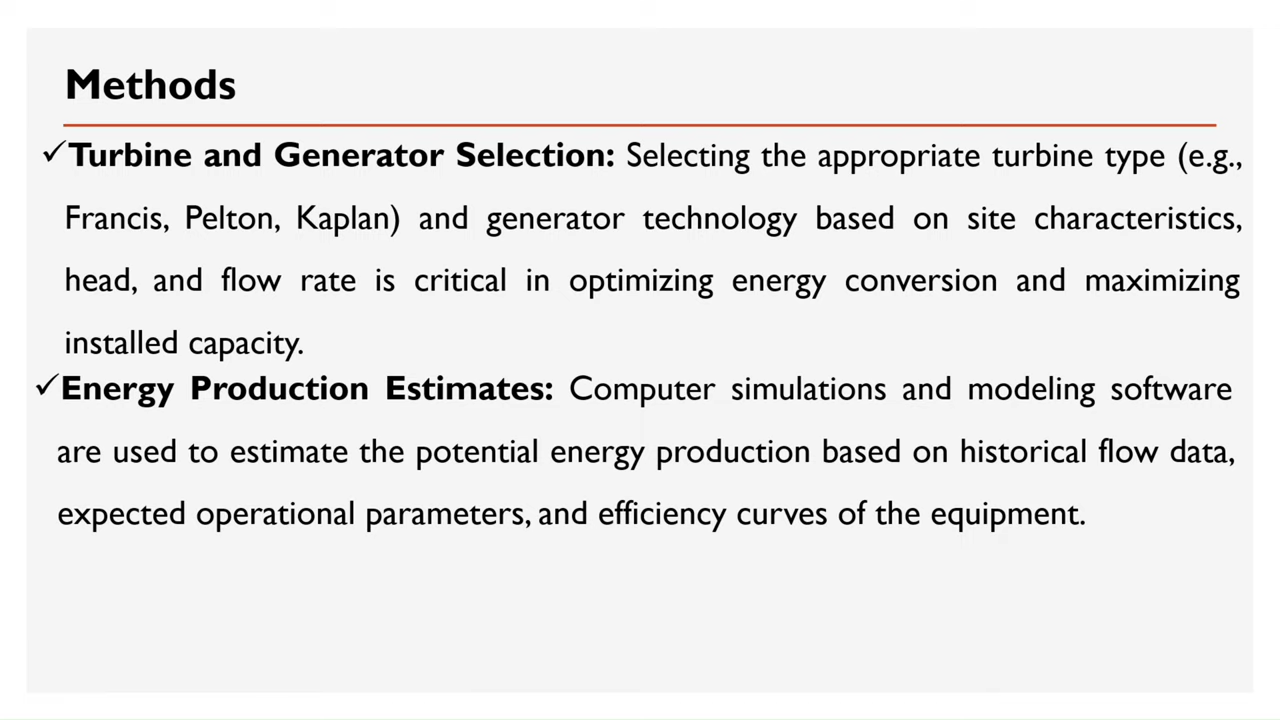 Methods
✓Turbine and Generator Selection: Selecting the appropriate turbine type (e.g.,
Francis, Pelton, Kaplan) and generator technology based on site characteristics,
head, and flow rate is critical in optimizing energy conversion and maximizing
installed capacity.
✓Energy Production Estimates: Computer simulations and modeling software
are used to estimate the potential energy production based on historical flow data,
expected operational parameters, and efficiency curves of the equipment.